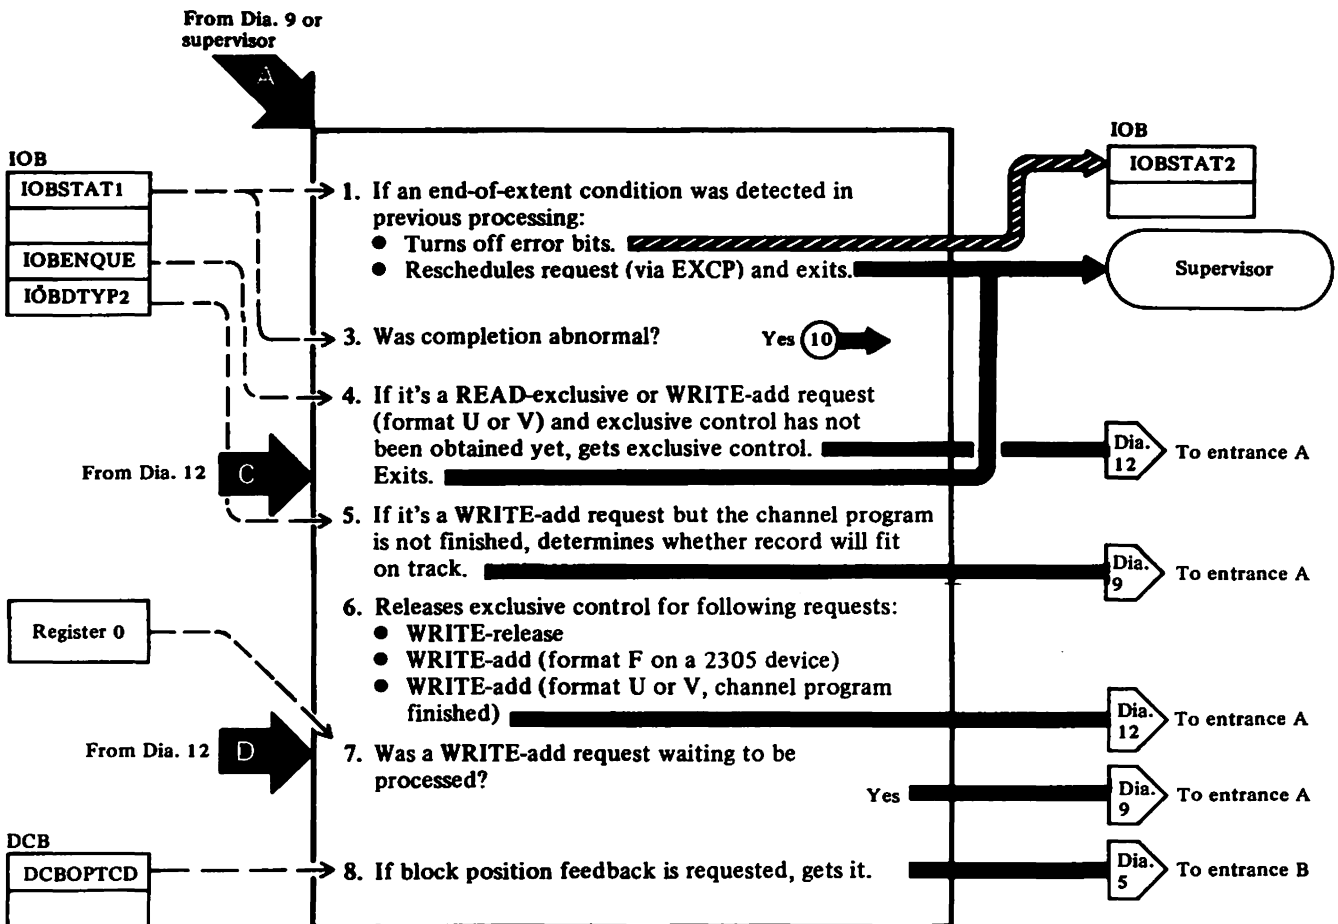 From Dia. 9 or
supervisor
A
IOB
IOBSTAT1
IOBENQUE
IOBDTYP2
IOB
IOBSTAT2
Supervisor
1. If an end-of-extent condition was detected in
previous processing:
● Turns off error bits.
● Reschedules request (via EXCP) and exits.
3. Was completion abnormal?
Yes 10
4. If it's a READ-exclusive or WRITE-add request
(format U or V) and exclusive control has not
been obtained yet, gets exclusive control.
Exits.
Dia.
12
To entrance A
From Dia. 12
C
5. If it's a WRITE-add request but the channel program
is not finished, determines whether record will fit
on track.
Dia.
9
To entrance A
6. Releases exclusive control for following requests:
● WRITE-release
● WRITE-add (format F on a 2305 device)
● WRITE-add (format U or V, channel program
finished)
Dia.
12
To entrance A
Register 0
From Dia. 12
D
7. Was a WRITE-add request waiting to be
processed?
Yes
Dia.
9
To entrance A
DCB
DCBOPTCD
8. If block position feedback is requested, gets it.
Dia.
5
To entrance B